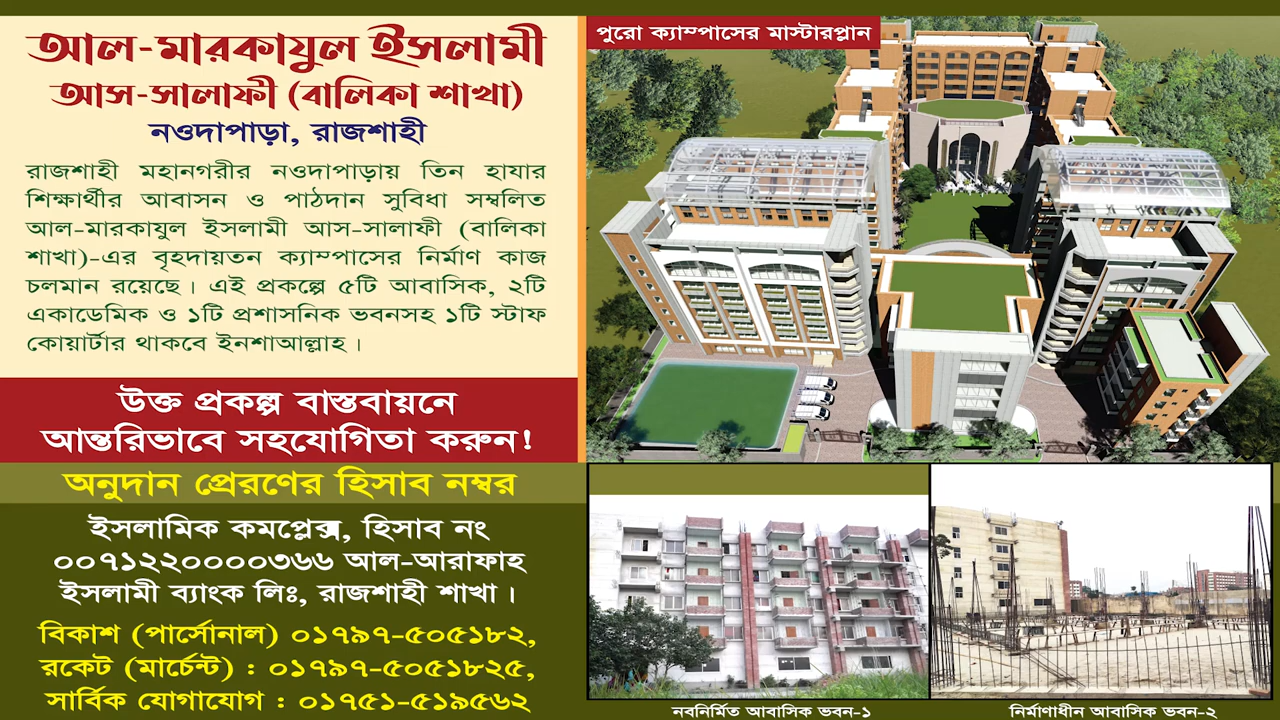 আল-মারকাযুল ইসলামী
আস-সালাফী (বালিকা শাখা)
নওদাপাড়া, রাজশাহী
রাজশাহী মহানগরীর নওদাপাড়ায় তিন হাযার
শিক্ষার্থীর আবাসন ও পাঠদান সুবিধা সম্বলিত
আল-মারকাযুল ইসলামী আস-সালাফী (বালিকা
শাখা)-এর বৃহদায়তন ক্যাম্পাসের নির্মাণ কাজ
চলমান রয়েছে। এই প্রকল্পে ৫টি আবাসিক, ২টি
একাডেমিক ও ১টি প্রশাসনিক ভবনসহ ১টি স্টাফ
কোয়ার্টার থাকবে ইনশাআল্লাহ।
উক্ত প্রকল্প বাস্তবায়নে
আন্তরিভাবে সহযোগিতা করুন!
অনুদান প্রেরণের হিসাব নম্বর
ইসলামিক কমপ্লেক্স, হিসাব নং
০০৭১২২০০০০৩৬৬ আল-আরাফাহ
ইসলামী ব্যাংক লিঃ, রাজশাহী শাখা।
বিকাশ (পার্সোনাল) ০১৭৯৭-৫০৫১৮২,
রকেট (মার্চেন্ট) : ০১৭৯৭-৫০৫১৮২৫,
সার্বিক যোগাযোগ : ০১৭৫১-৫১৯৫৬২
পুরো ক্যাম্পাসের মাস্টারপ্লান
নবনির্মিত আবাসিক ভবন-১
নির্মাণাধীন আবাসিক ভবন-২